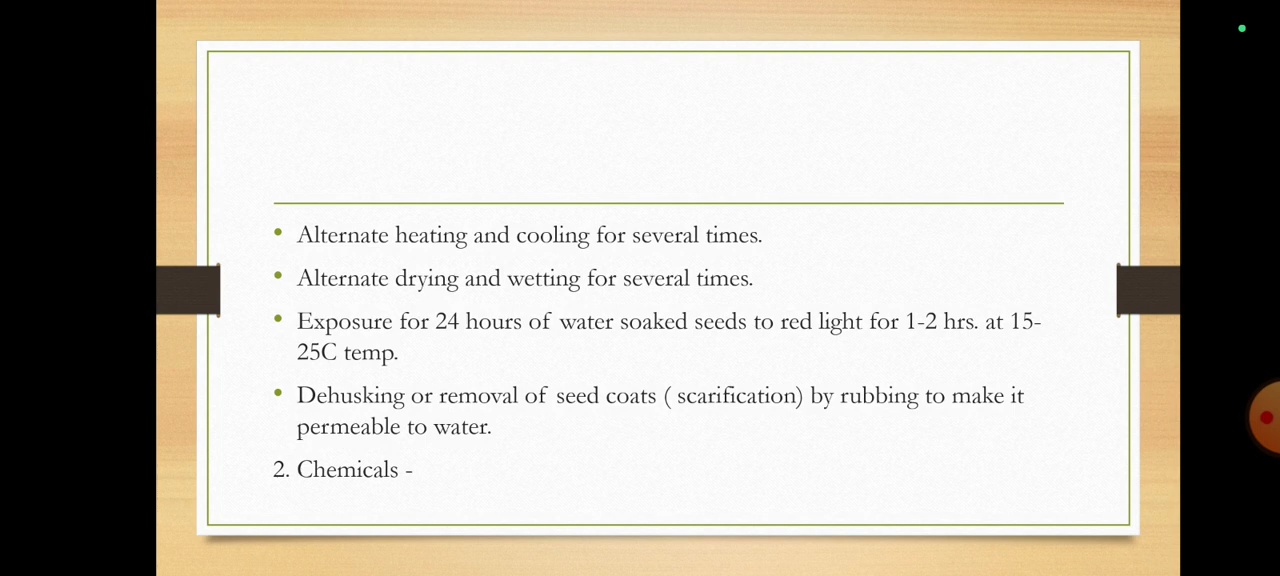 • Alternate heating and cooling for several times.
• Alternate drying and wetting for several times.
• Exposure for 24 hours of water soaked seeds to red light for 1-2 hrs. at 15-
25C temp.
• Dehusking or removal of seed coats ( scarification) by rubbing to make it
permeable to water.
2. Chemicals -